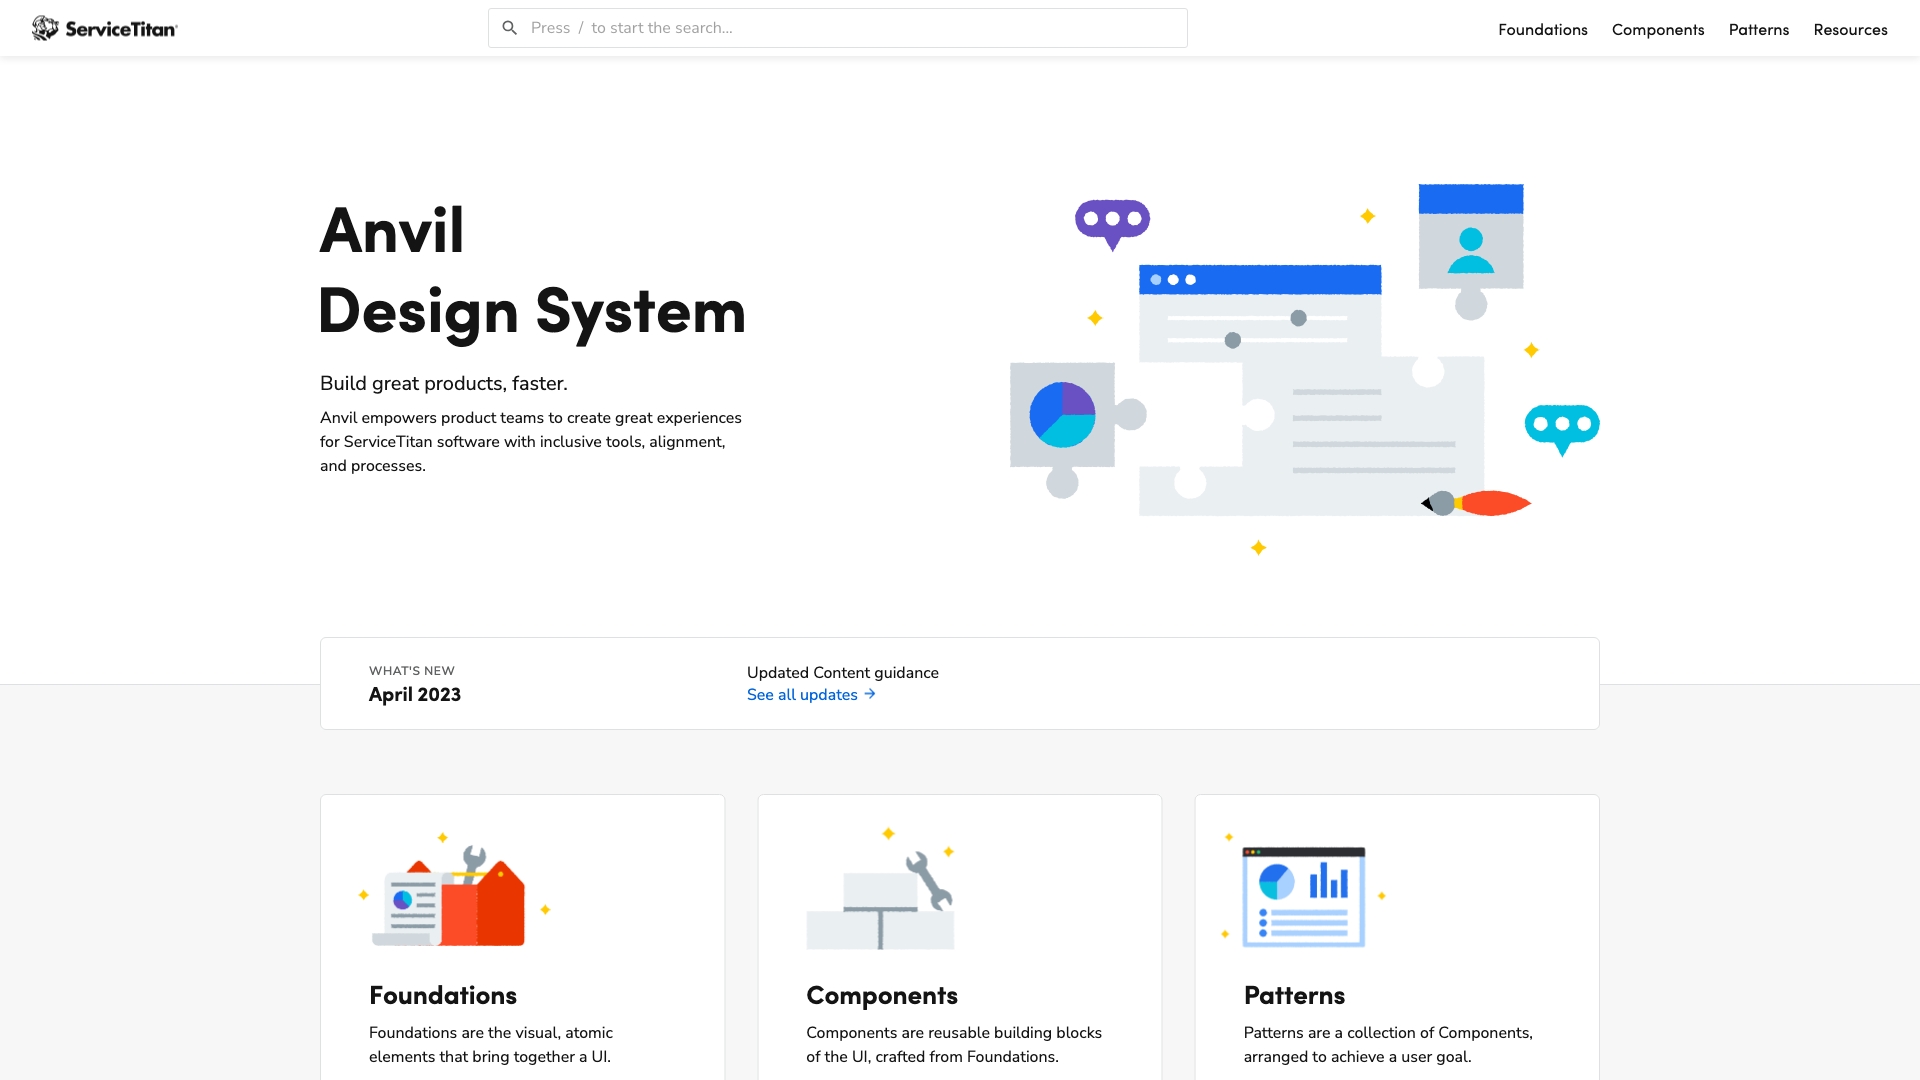 ServiceTitan
Press / to start the search...
Foundations
Components
Patterns
Resources
Anvil
Design System
Build great products, faster.
Anvil empowers product teams to create great experiences
for ServiceTitan software with inclusive tools, alignment,
and processes.
WHAT'S NEW
April 2023
Updated Content guidance
See all updates →
Foundations
Foundations are the visual, atomic
elements that bring together a UI.
Components
Components are reusable building blocks
of the UI, crafted from Foundations.
Patterns
Patterns are a collection of Components,
arranged to achieve a user goal.